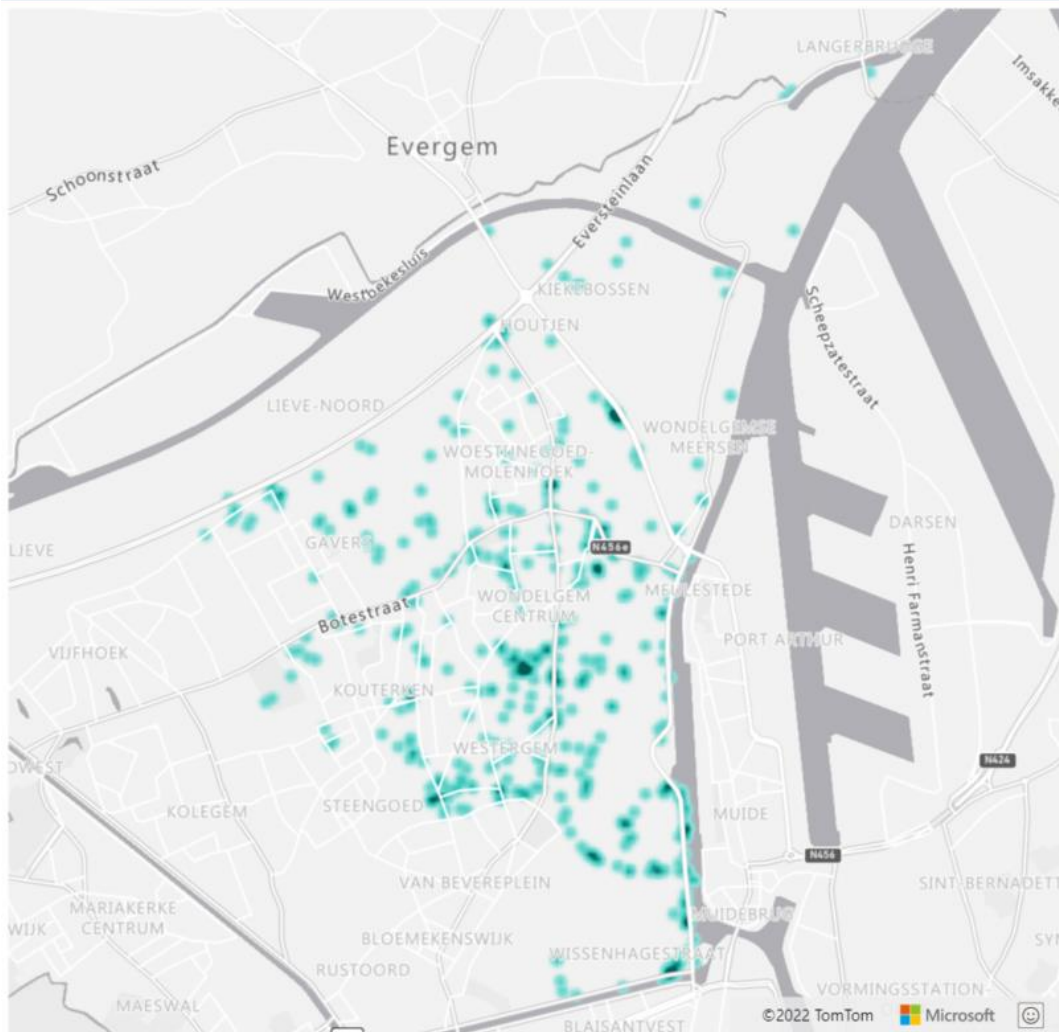 LANGERBRUGGE
Imsakke
Evergem
Schoonstraat
Eversteinlaan
KIEKEBOSSEN
HOUTJEN
Scheepzatestraat
LIEVE-NOORD
WONDELGEMSE
MEERSEN
MOLENHOEK
DARSEN
LIEVE
GAVERS
N456e
Henri Farmanstraat
WONDELGEM
CENTRUM
MEULESTEDE
Botestraat
PORT ARTHUR
VIJFHOEK
KOUTERKEN
WESTERGEM
N424
STEENGOED
KOLEGEM
MUIDE
N456
VAN BEVEREPLEIN
SINT-BERNADETT
MARIAKERKE
CENTRUM
WIJK
MUIDEBRUG
BLOEMEKENSWIJK
SY
WISSENHAGESTRAAT
RUSTOORD
MAESWAL
VORMINGSSTATION-
©2022 TomTom Microsoft
BLAISANTVEST